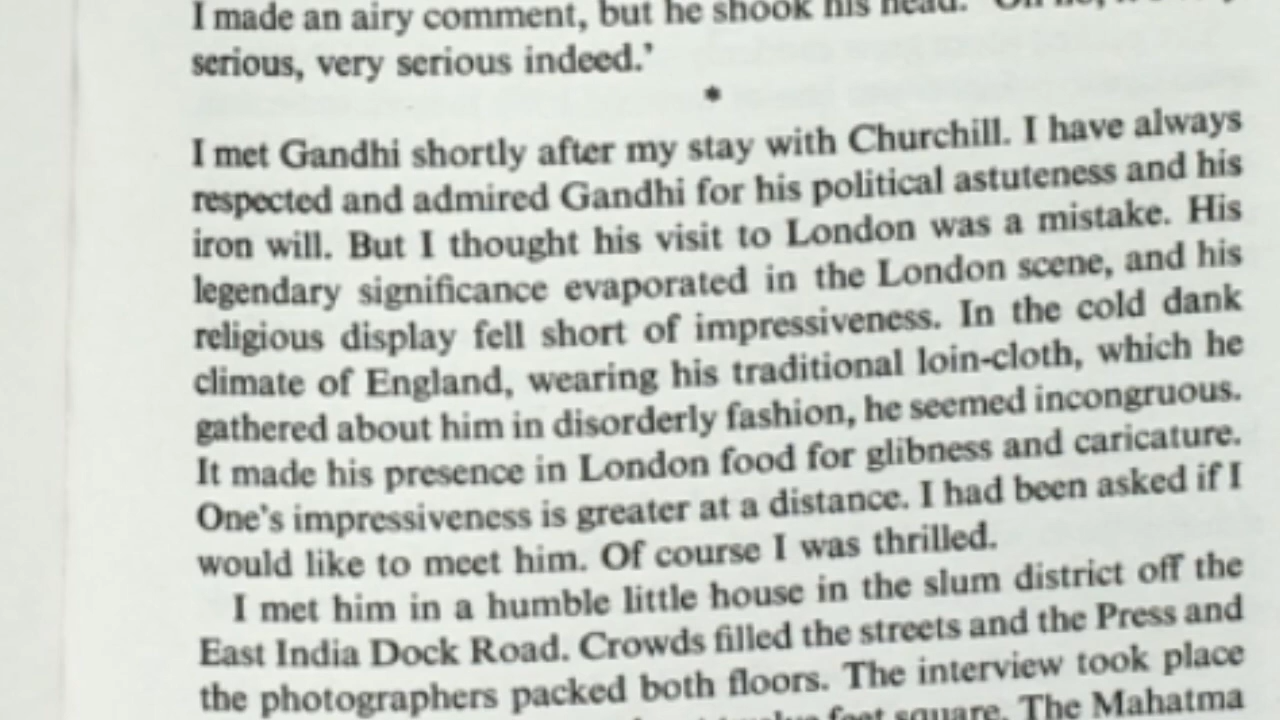 I made an airy comment, but he shook his head. 
serious, very serious indeed.’
*
I met Gandhi shortly after my stay with Churchill. I have always
respected and admired Gandhi for his political astuteness and his
iron will. But I thought his visit to London was a mistake. His
legendary significance evaporated in the London scene, and his
religious display fell short of impressiveness. In the cold dank
climate of England, wearing his traditional loin-cloth, which he
gathered about him in disorderly fashion, he seemed incongruous.
It made his presence in London food for glibness and caricature.
One’s impressiveness is greater at a distance. I had been asked if I
would like to meet him. Of course I was thrilled.
I met him in a humble little house in the slum district off the
East India Dock Road. Crowds filled the streets and the Press and
the photographers packed both floors. The interview took place
feet square. The Mahatma